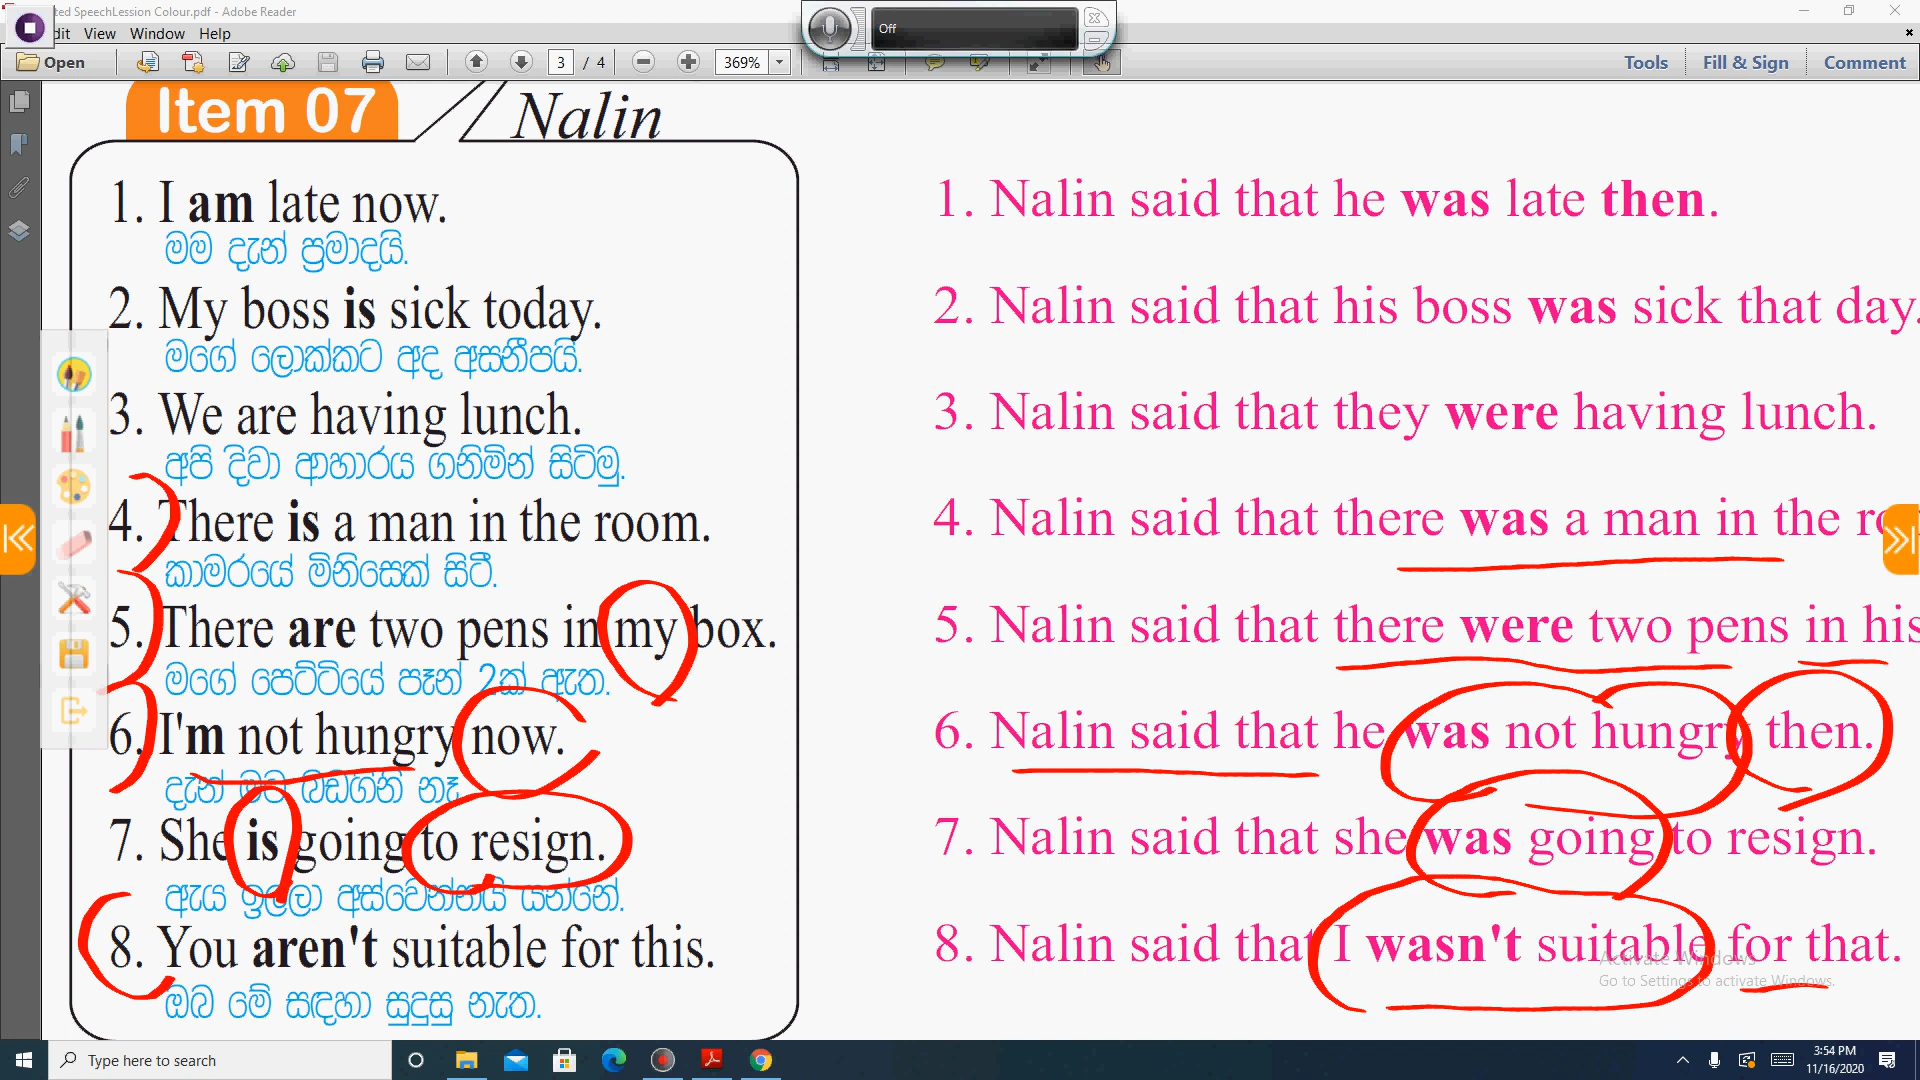 ted SpeechLession Colour.pdf - Adobe Reader
dit View Window Help
Off
Open 3 / 4 369% Tools Fill & Sign Comment
Item 07 Nalin
1. I am late now.
මම දැන් ප්‍රමාදයි.
2. My boss is sick today.
මගේ ලොක්කට අද අසනීපයි.
3. We are having lunch.
අපි දිවා ආහාරය ගනිමින් සිටිමු.
4. There is a man in the room.
කාමරයේ මිනිසෙක් සිටී.
5. There are two pens in my box.
මගේ පෙට්ටියේ පෑන් 2ක් ඇත.
6. I'm not hungry now.
දැන් මට බඩගිනි නෑ
7. She is going to resign.
ඇය ඉල්ලා අස්වෙන්නයි යන්නේ.
8. You aren't suitable for this.
ඔබ මේ සඳහා සුදුසු නැත.
1. Nalin said that he was late then.
2. Nalin said that his boss was sick that day.
3. Nalin said that they were having lunch.
4. Nalin said that there was a man in the ro
5. Nalin said that there were two pens in his
6. Nalin said that he was not hungry then.
7. Nalin said that she was going to resign.
8. Nalin said that I wasn't suitable for that.
Activate Windows
Go to Settings to activate Windows.
Type here to search
3:54 PM
11/16/2020